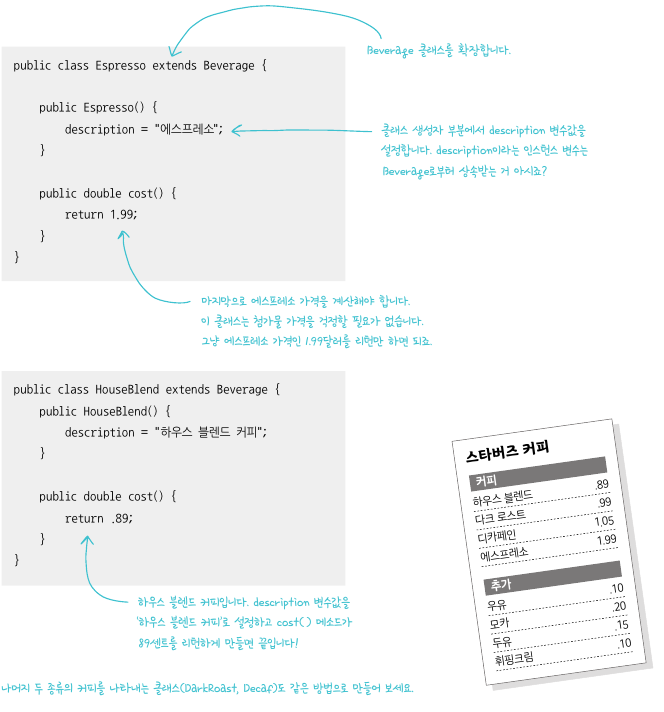 Beverage 클래스를 확장합니다.
public class Espresso extends Beverage {
public Espresso() {
description = "에스프레소";
}
클래스 생성자 부분에서 description 변수값을
설정합니다. description이라는 인스턴스 변수는
Beverage로부터 상속받는 거 아시죠?
public double cost() {
return 1.99;
}
}
마지막으로 에스프레소 가격을 계산해야 합니다.
이 클래스는 첨가물 가격을 걱정할 필요가 없습니다.
그냥 에스프레소 가격인 1.99달러를 리턴만 하면 되죠.
public class HouseBlend extends Beverage {
public HouseBlend() {
description = "하우스 블렌드 커피";
}
public double cost() {
return .89;
}
}
하우스 블렌드 커피입니다. description 변수값을
'하우스 블렌드 커피'로 설정하고 cost( ) 메소드가
89센트를 리턴하게 만들면 끝입니다!
스타버즈 커피
커피
하우스 블렌드 .89
다크 로스트 .99
디카페인 1.05
에스프레소 1.99
추가
우유 .10
모카 .20
두유 .15
휘핑크림 .10
나머지 두 종류의 커피를 나타내는 클래스(DarkRoast, Decaf)도 같은 방법으로 만들어 보세요.